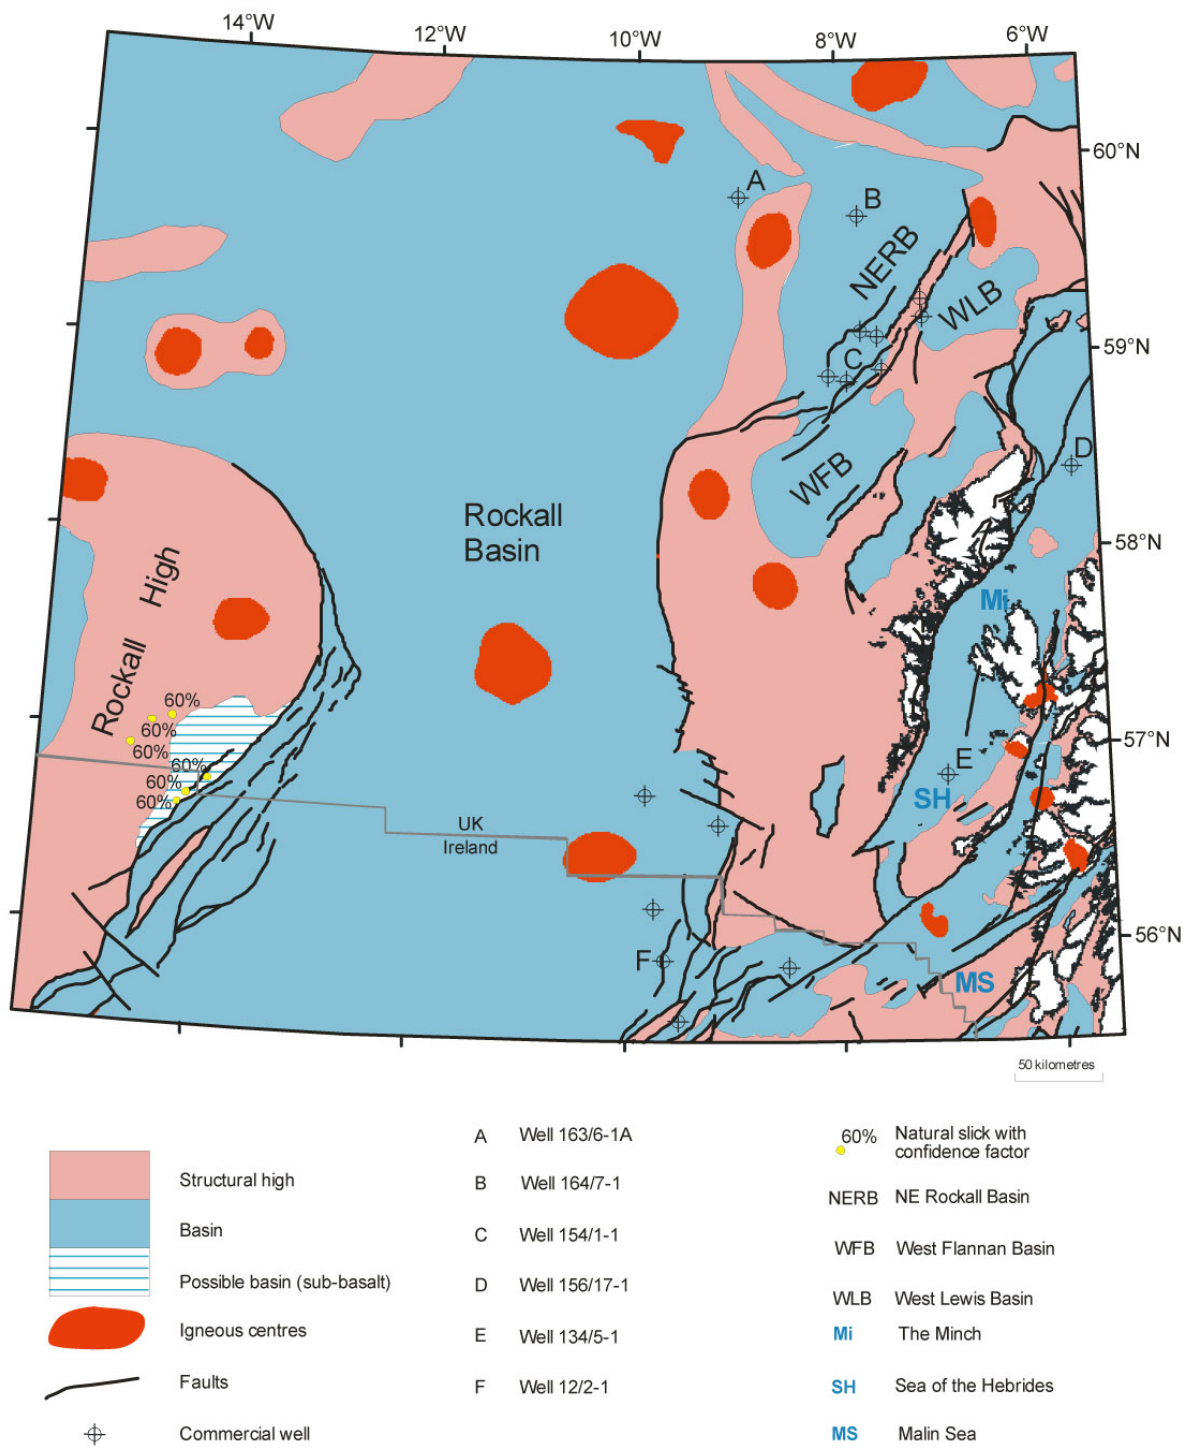 14°W
12°W
10°W
8°W
6°W
60°N
A
B
NERB
WLB
59°N
C
D
WFB
Rockall
Basin
58°N
Rockall High
Mi
60%
60%
60%
60%
60%
60%
57°N
E
SH
UK
Ireland
56°N
F
MS
50 kilometres
Structural high
Basin
Possible basin (sub-basalt)
Igneous centres
Faults
Commercial well
A Well 163/6-1A
B Well 164/7-1
C Well 154/1-1
D Well 156/17-1
E Well 134/5-1
F Well 12/2-1
60% Natural slick with
confidence factor
NERB NE Rockall Basin
WFB West Flannan Basin
WLB West Lewis Basin
Mi The Minch
SH Sea of the Hebrides
MS Malin Sea